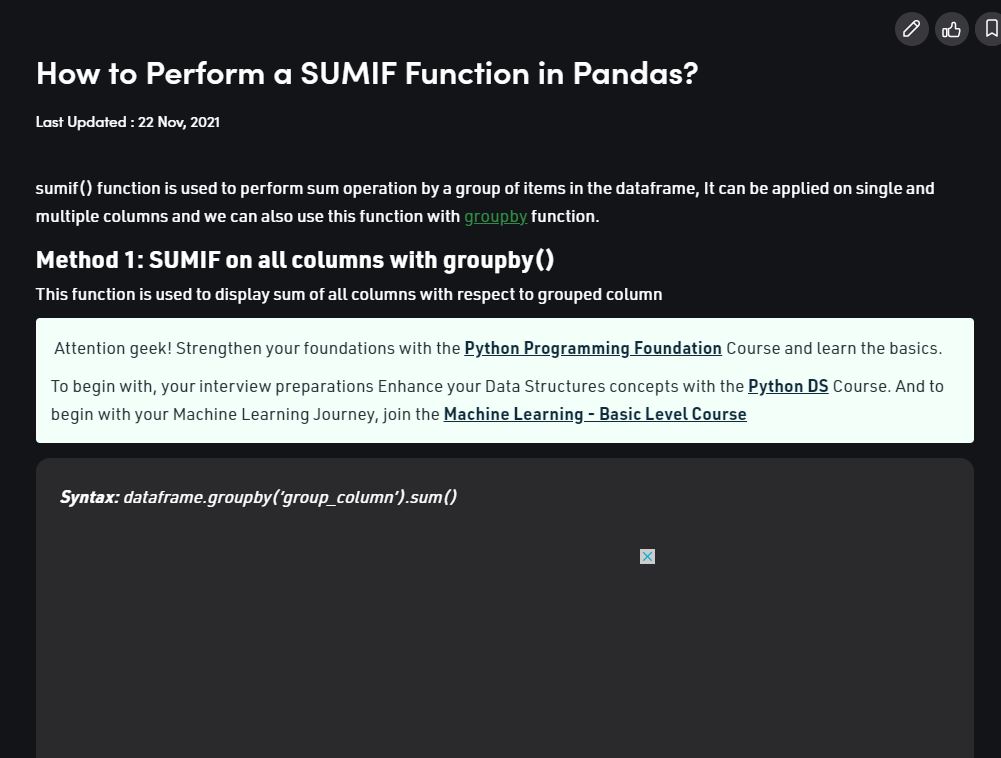 How to Perform a SUMIF Function in Pandas?
Last Updated : 22 Nov, 2021
sumif() function is used to perform sum operation by a group of items in the dataframe, It can be applied on single and
multiple columns and we can also use this function with groupby function.
Method 1: SUMIF on all columns with groupby()
This function is used to display sum of all columns with respect to grouped column
Attention geek! Strengthen your foundations with the Python Programming Foundation Course and learn the basics.
To begin with, your interview preparations Enhance your Data Structures concepts with the Python DS Course. And to
begin with your Machine Learning Journey, join the Machine Learning - Basic Level Course
Syntax: dataframe.groupby(‘group_column’).sum()